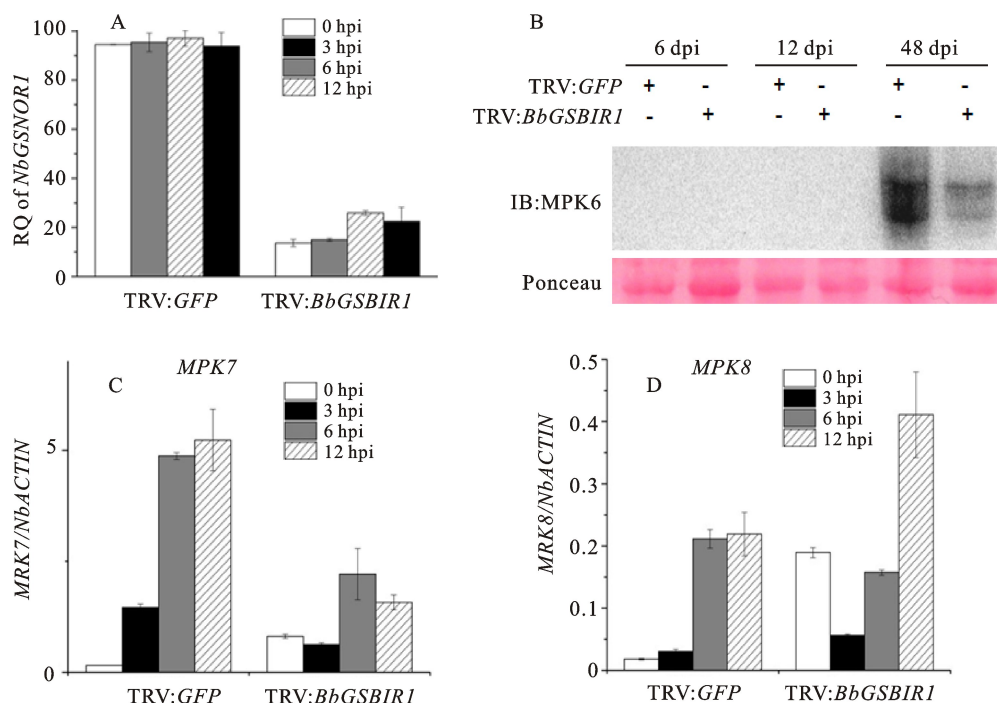 A
RQ of NbGSNOR1
100
80
60
40
20
0
0 hpi
3 hpi
6 hpi
12 hpi
TRV:GFP
TRV:BbGSBIR1
B
6 dpi 12 dpi 48 dpi
TRV:GFP + - + - + -
TRV:BbGSBIR1 - + - + - +
IB:MPK6
Ponceau
C
MPK7
MRK7/NbACTIN
5
0
0 hpi
3 hpi
6 hpi
12 hpi
TRV:GFP
TRV:BbGSBIR1
D
MPK8
MRK8/NbACTIN
0.5
0.4
0.3
0.2
0.1
0
0 hpi
3 hpi
6 hpi
12 hpi
TRV:GFP
TRV:BbGSBIR1